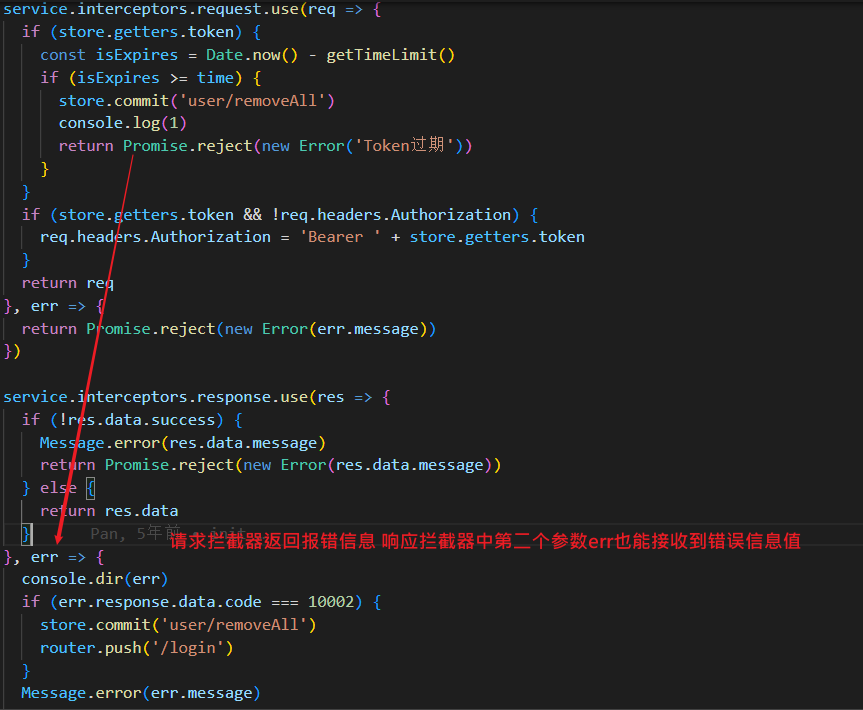 service.interceptors.request.use(req => {
if (store.getters.token) {
const isExpires = Date.now() - getTimeLimit()
if (isExpires >= time) {
store.commit('user/removeAll')
console.log(1)
return Promise.reject(new Error('Token过期'))
}
}
if (store.getters.token && !req.headers.Authorization) {
req.headers.Authorization = 'Bearer ' + store.getters.token
}
return req
}, err => {
return Promise.reject(new Error(err.message))
})
service.interceptors.response.use(res => {
if (!res.data.success) {
Message.error(res.data.message)
return Promise.reject(new Error(res.data.message))
} else {
return res.data
} Pan, 5年前 • init
请求拦截器返回报错信息 响应拦截器中第二个参数err也能接收到错误信息值
}, err => {
console.dir(err)
if (err.response.data.code === 10002) {
store.commit('user/removeAll')
router.push('/login')
}
Message.error(err.message)